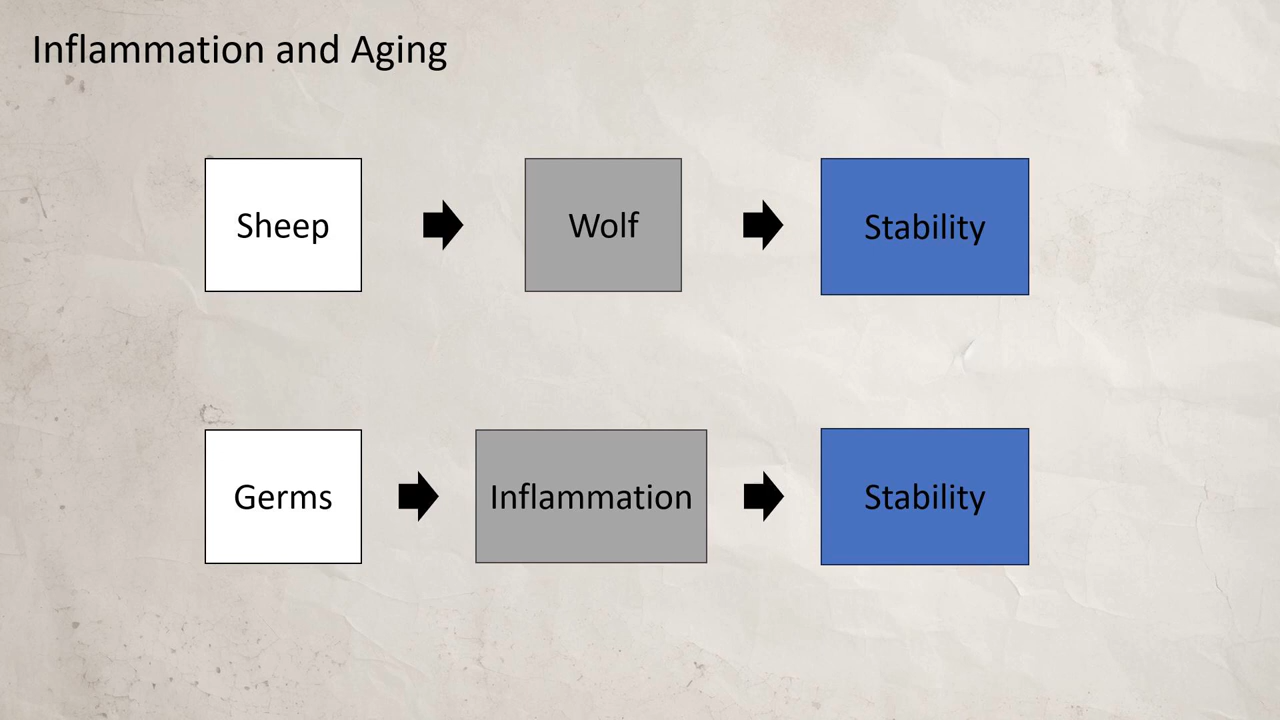 Inflammation and Aging
Sheep
Wolf
Stability
Germs
Inflammation
Stability